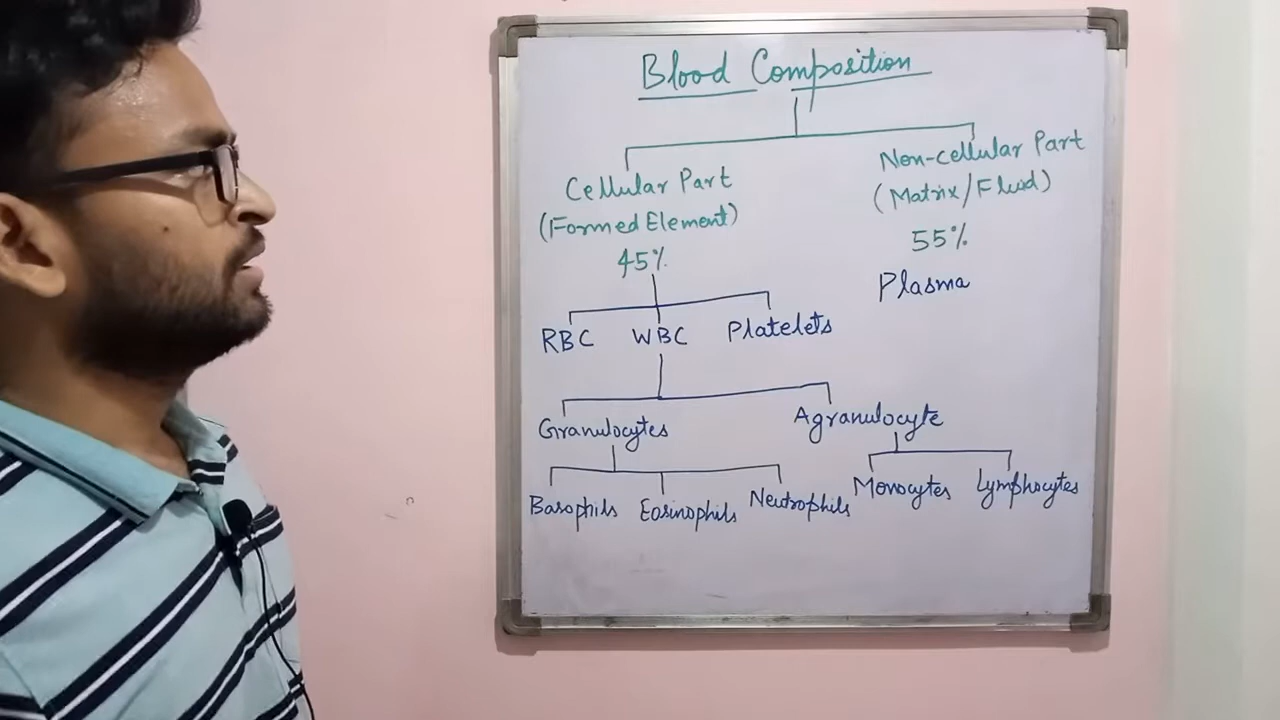 Blood Composition
Cellular Part
(Formed Element)
45%
Non-cellular Part
(Matrix/Fluid)
55%
Plasma
RBC WBC Platelets
Granulocytes Agranulocyte
Basophils Eosinophils Neutrophils Monocytes Lymphocytes